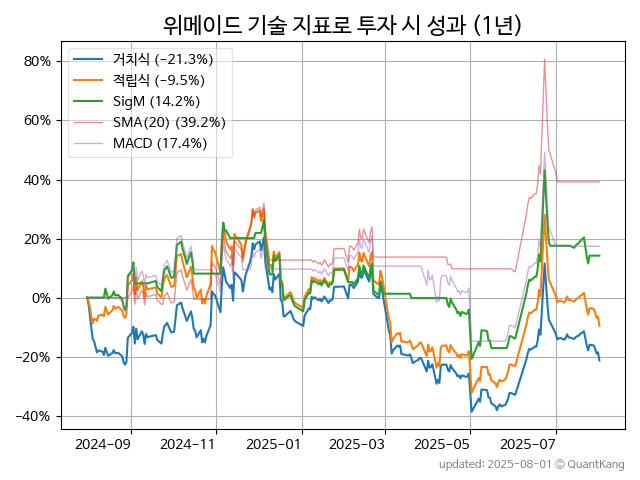 위메이드 기술 지표로 투자 시 성과 (1년)
거치식 (−21.3%)
적립식 (−9.5%)
SigM (14.2%)
SMA(20) (39.2%)
MACD (17.4%)
80%
60%
40%
20%
0%
−20%
−40%
2024-09 2024-11 2025-01 2025-03 2025-05 2025-07
updated: 2025-08-01 © QuantKang